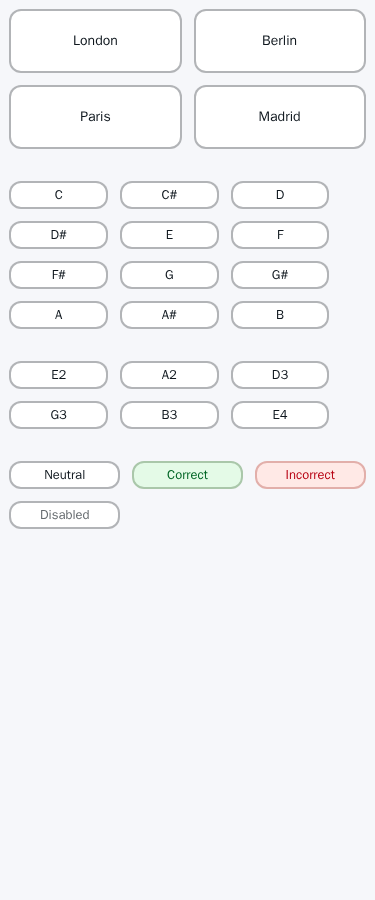 London Berlin
Paris Madrid
C C# D
D# E F
F# G G#
A A# B
E2 A2 D3
G3 B3 E4
Neutral Correct Incorrect
Disabled